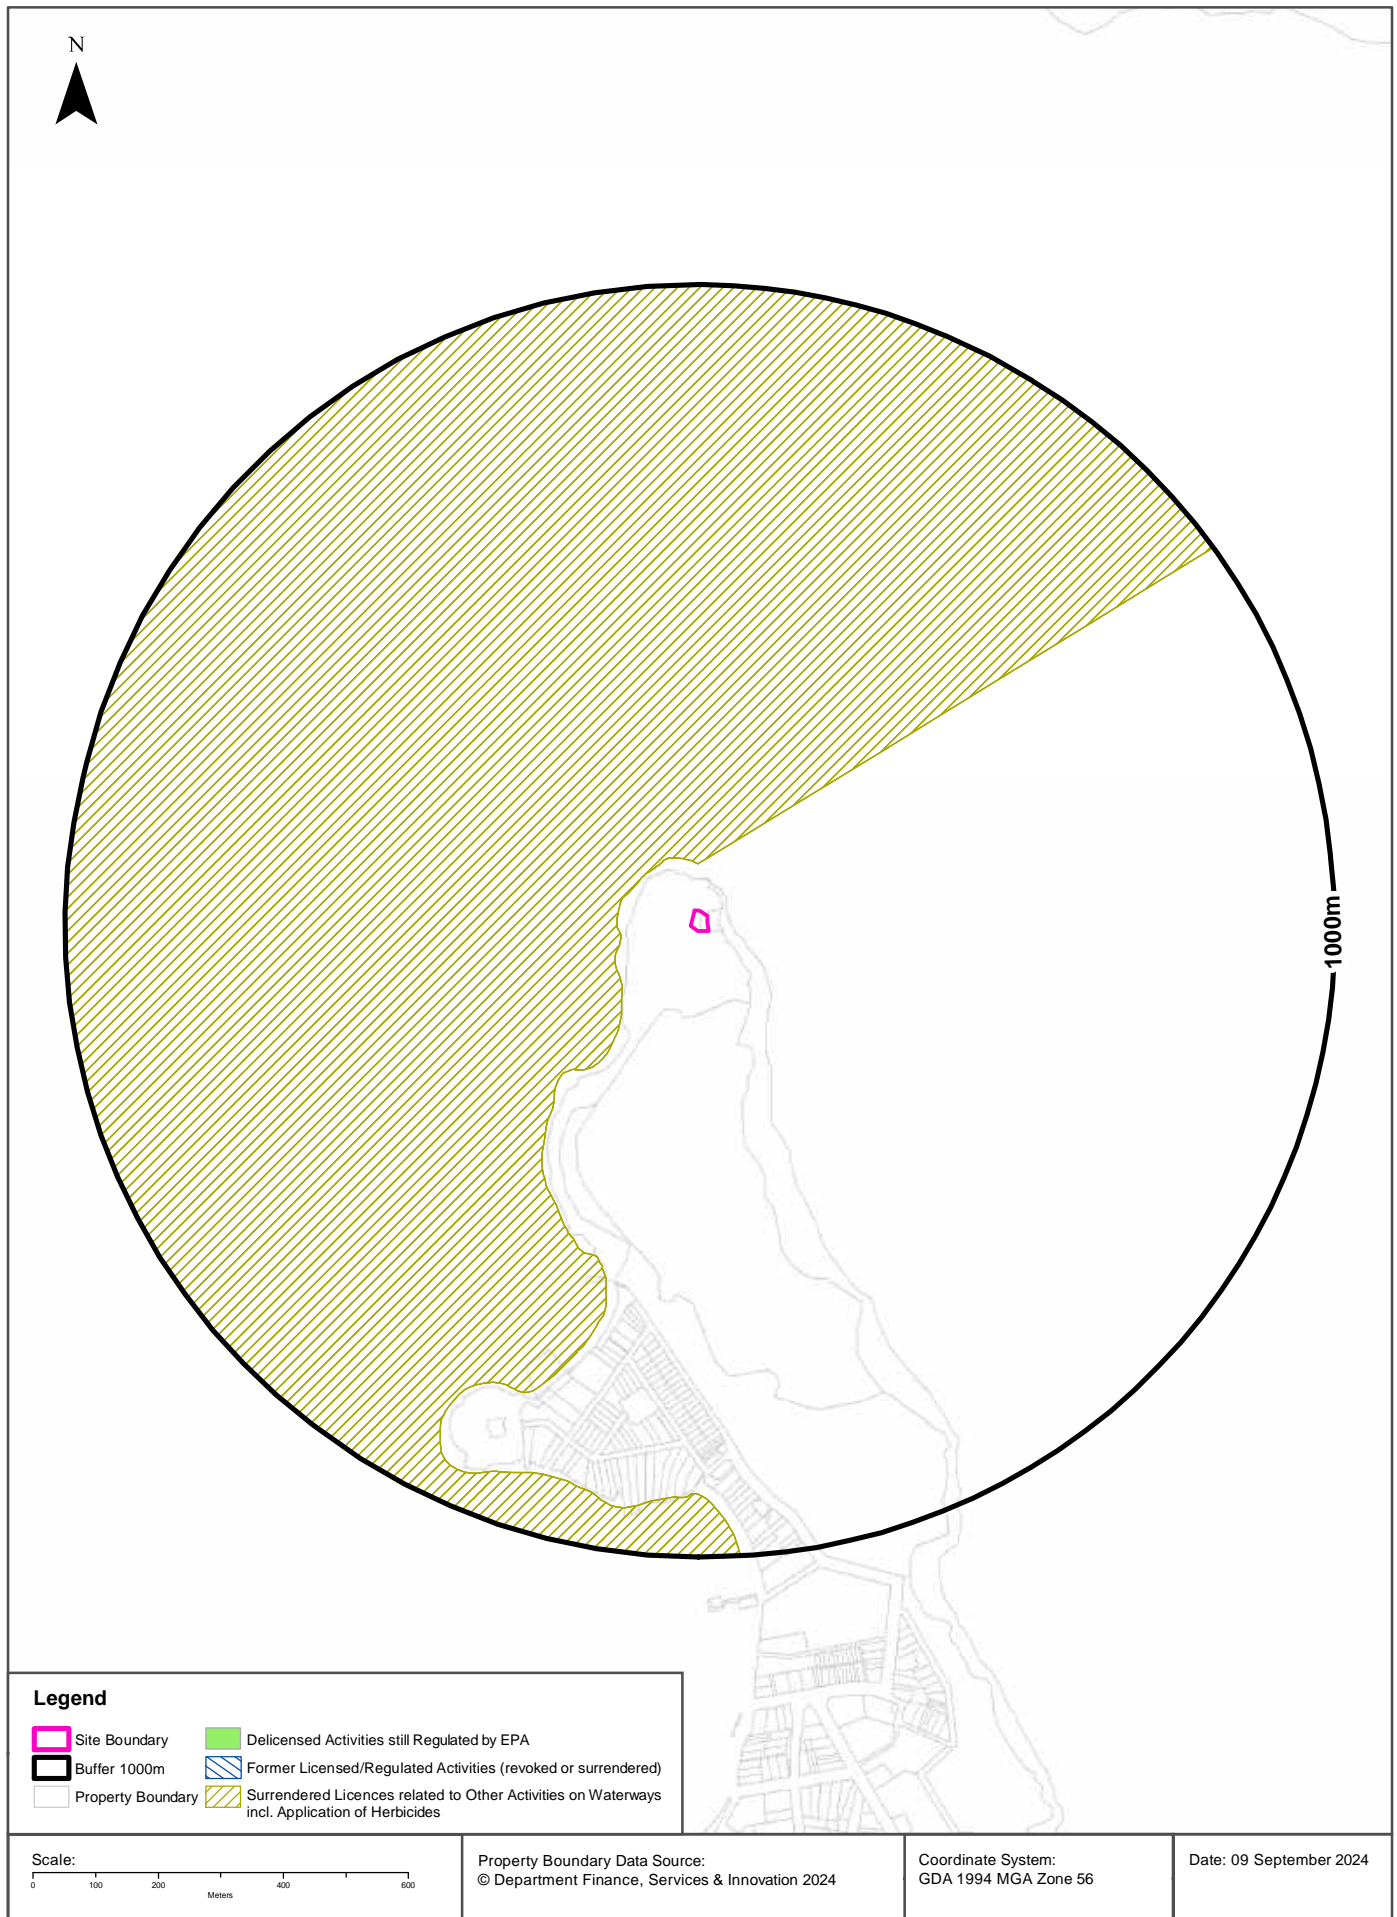 N
1000m
Legend
Site Boundary
Buffer 1000m
Property Boundary
Delicensed Activities still Regulated by EPA
Former Licensed/Regulated Activities (revoked or surrendered)
Surrendered Licences related to Other Activities on Waterways
incl. Application of Herbicides
Scale:
0 100 200 400 600
Meters
Property Boundary Data Source:
© Department Finance, Services & Innovation 2024
Coordinate System:
GDA 1994 MGA Zone 56
Date: 09 September 2024